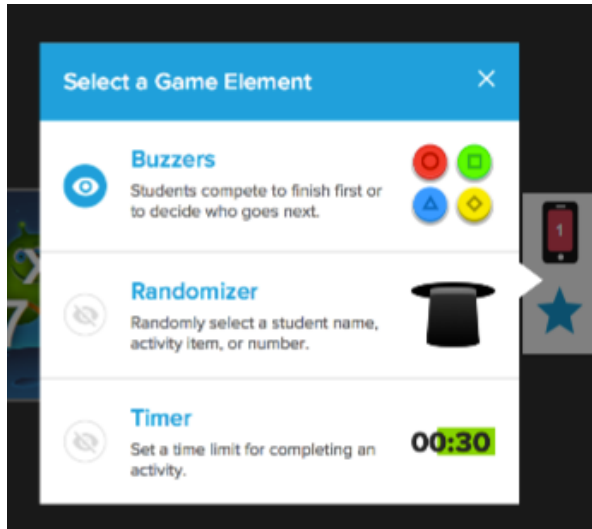 Select a Game Element
Buzzers
Students compete to finish first or
to decide who goes next.
Randomizer
Randomly select a student name,
activity item, or number.
Timer
Set a time limit for completing an
activity.
00:30
7
1